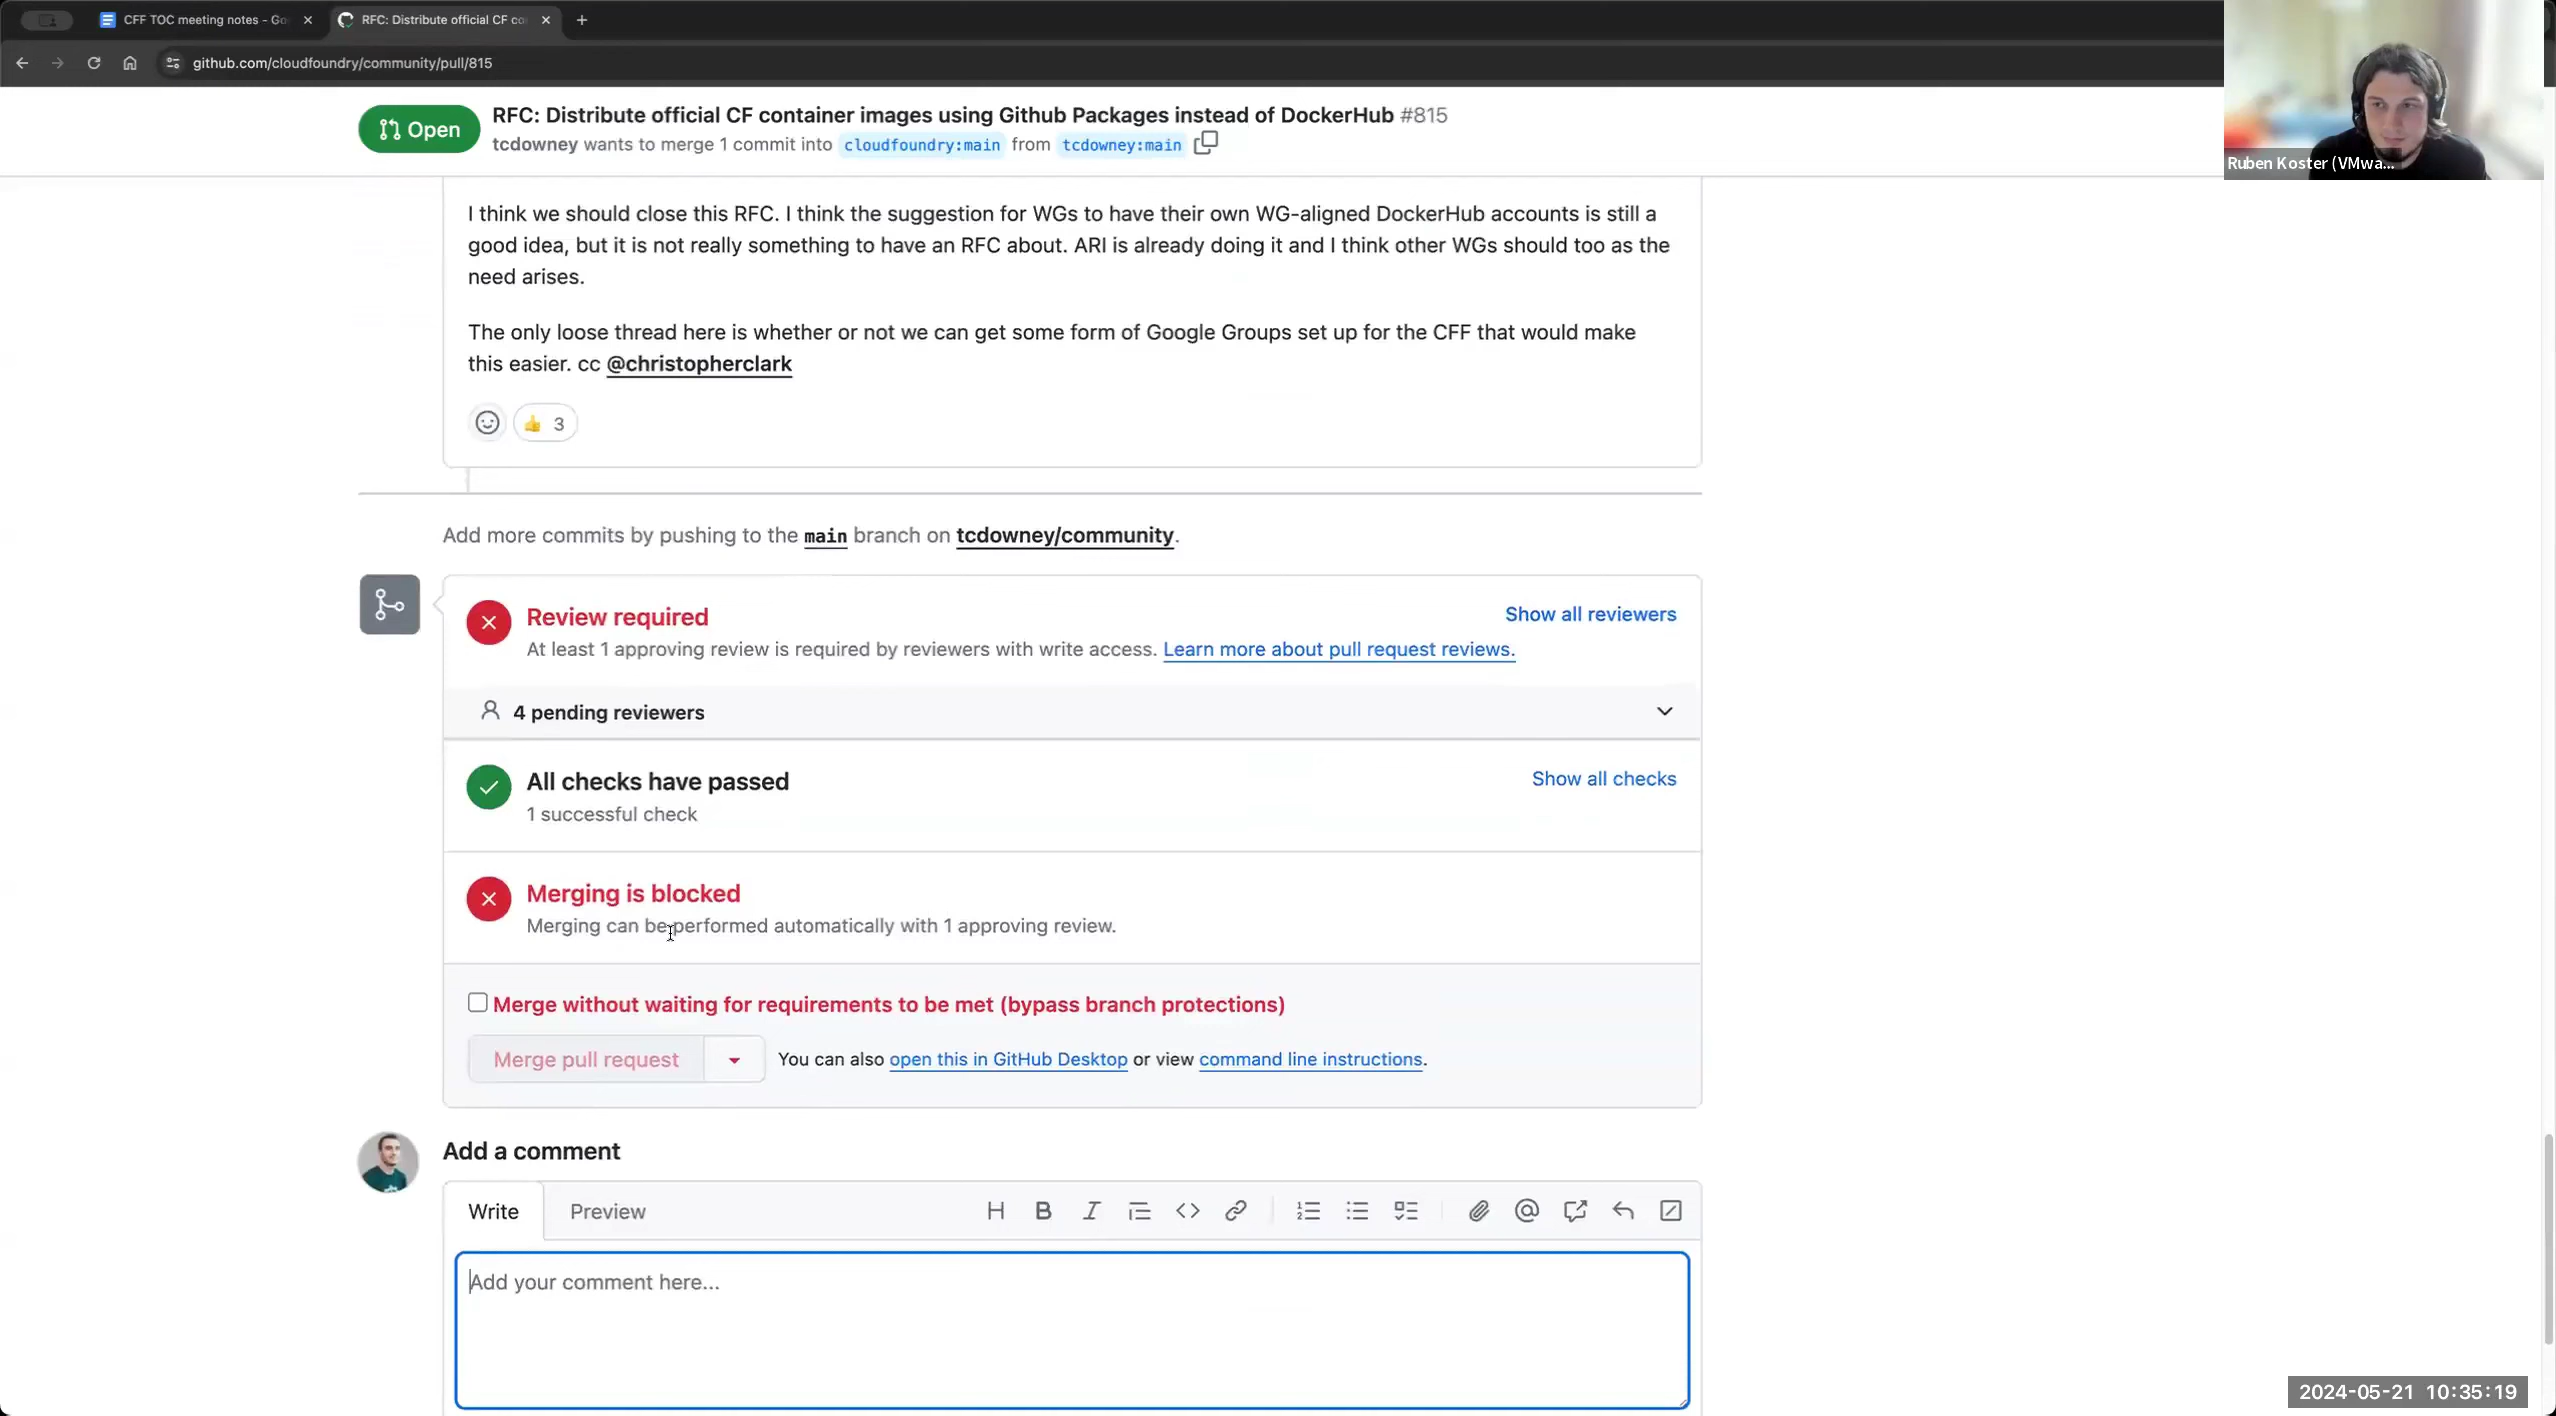 CFF TOC meeting notes - Go
RFC: Distribute official CF co
github.com/cloudfoundry/community/pull/815
Ruben Koster (VMwa...
Open
RFC: Distribute official CF container images using Github Packages instead of DockerHub #815
tcdowney wants to merge 1 commit into cloudfoundry:main from tcdowney:main
I think we should close this RFC. I think the suggestion for WGs to have their own WG-aligned DockerHub accounts is still a
good idea, but it is not really something to have an RFC about. ARI is already doing it and I think other WGs should too as the
need arises.
The only loose thread here is whether or not we can get some form of Google Groups set up for the CFF that would make
this easier. cc @christopherclark
👍 3
Add more commits by pushing to the main branch on tcdowney/community.
Review required
Show all reviewers
At least 1 approving review is required by reviewers with write access. Learn more about pull request reviews.
4 pending reviewers
All checks have passed
Show all checks
1 successful check
Merging is blocked
Merging can be performed automatically with 1 approving review.
Merge without waiting for requirements to be met (bypass branch protections)
Merge pull request
You can also open this in GitHub Desktop or view command line instructions.
Add a comment
Write
Preview
Add your comment here...
2024-05-21 10:35:19